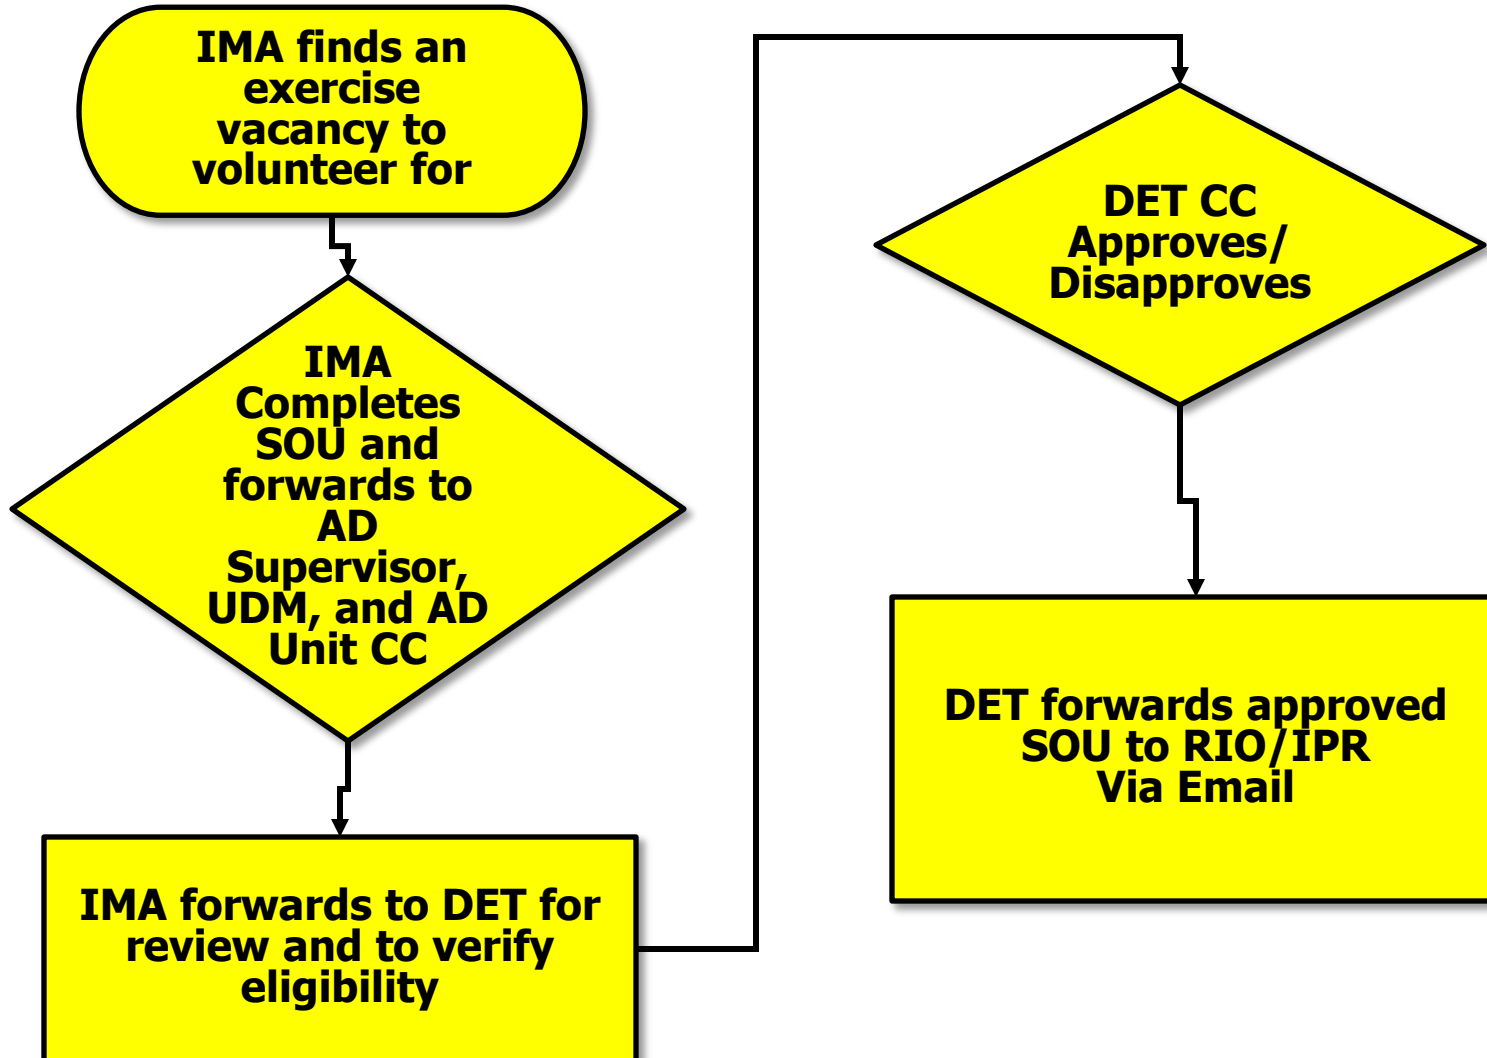 IMA finds an
exercise
vacancy to
volunteer for
IMA
Completes
SOU and
forwards to
AD
Supervisor,
UDM, and AD
Unit CC
IMA forwards to DET for
review and to verify
eligibility
DET CC
Approves/
Disapproves
DET forwards approved
SOU to RIO/IPR
Via Email